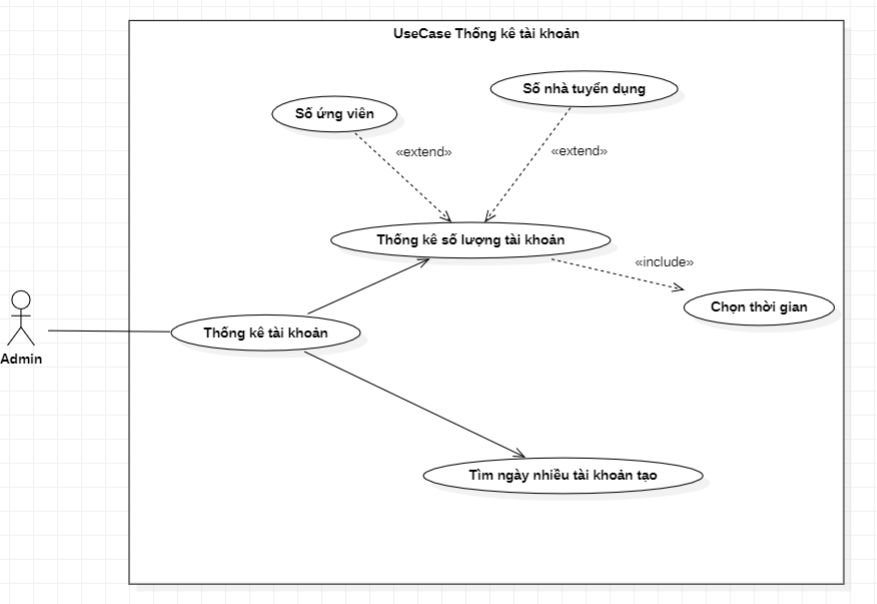 UseCase Thống kê tài khoản
Số nhà tuyển dụng
Số ứng viên
«extend»
«extend»
Thống kê số lượng tài khoản
«include»
Chọn thời gian
Thống kê tài khoản
Admin
Tìm ngày nhiều tài khoản tạo